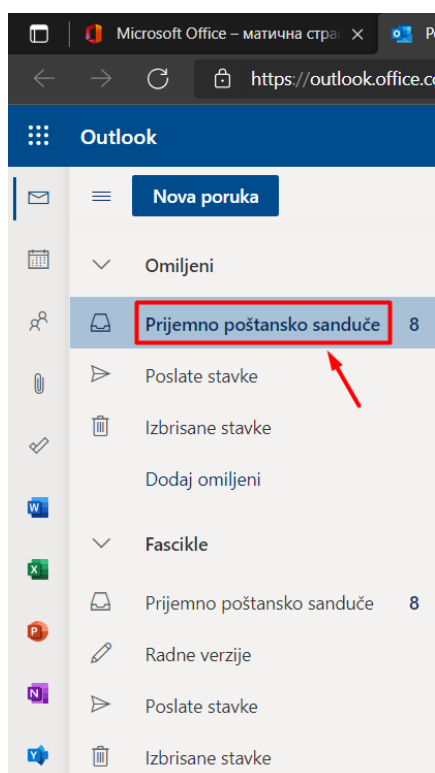 Microsoft Office – матична стра
https://outlook.office.c
Outlook
Nova poruka
Omiljeni
Prijemno poštansko sanduče 8
Poslate stavke
Izbrisane stavke
Dodaj omiljeni
Fascikle
Prijemno poštansko sanduče 8
Radne verzije
Poslate stavke
Izbrisane stavke